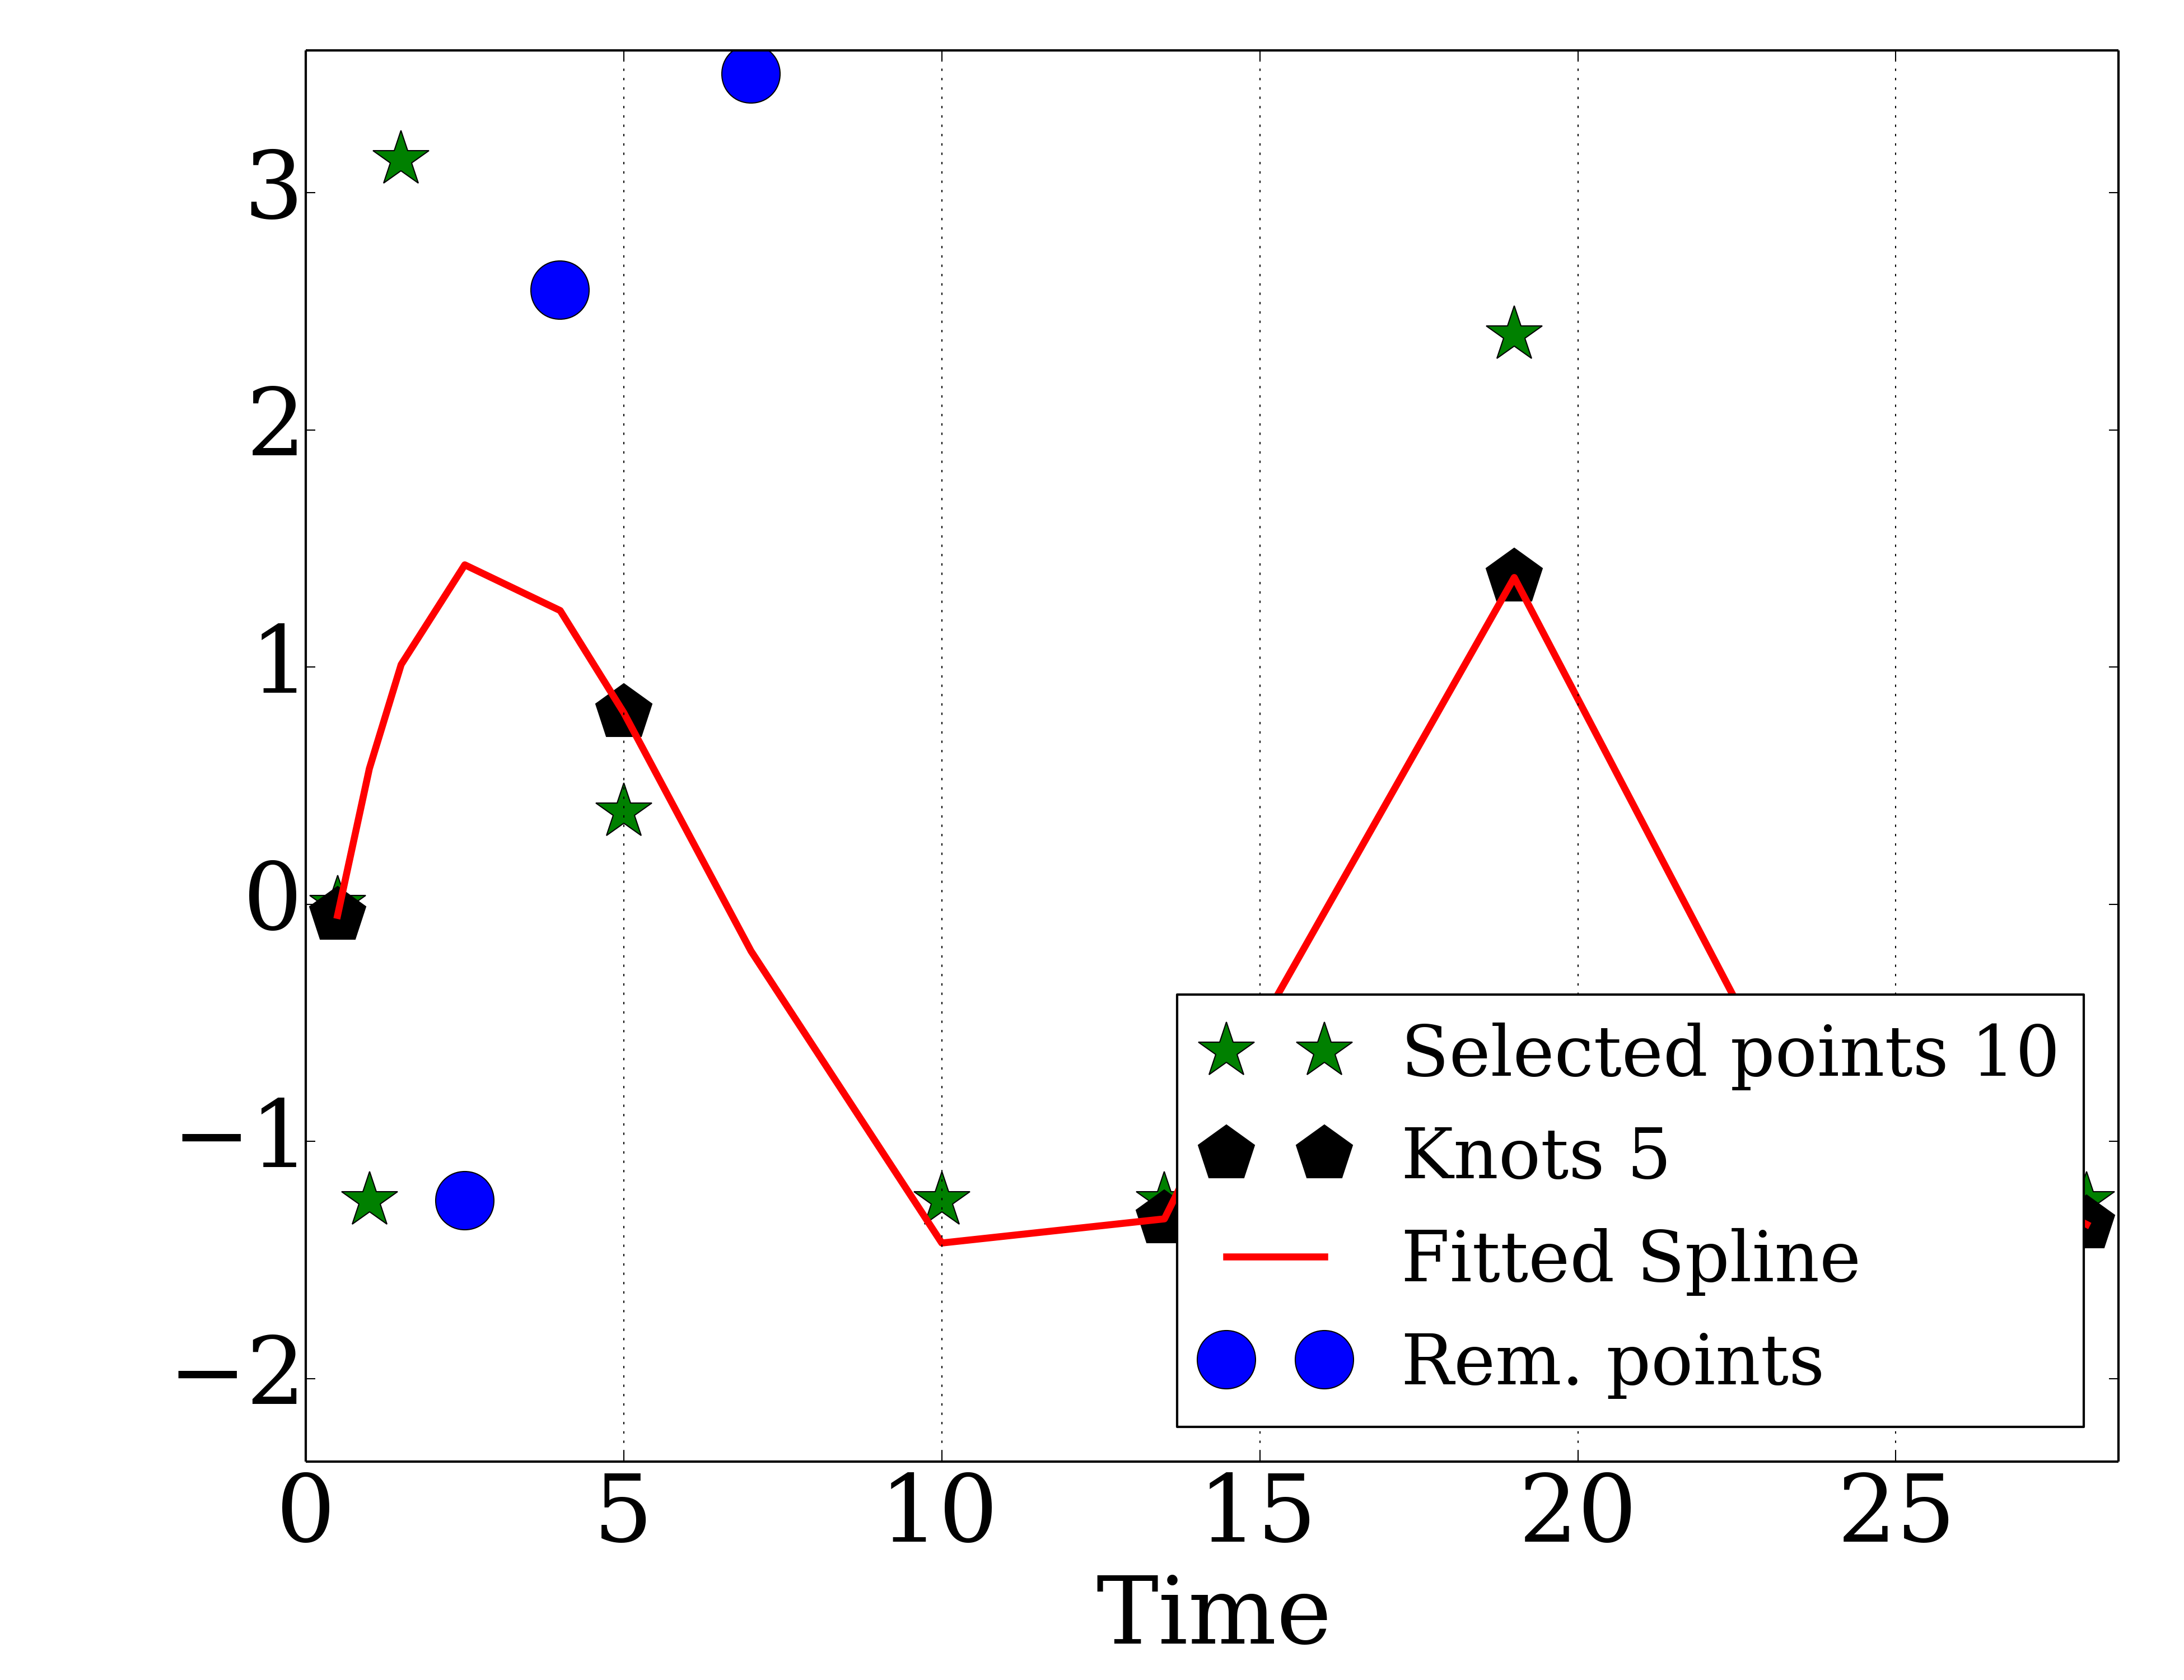 3
2
1
0
−1
−2
Selected points 10
Knots 5
Fitted Spline
Rem. points
0 5 10 15 20 25
Time